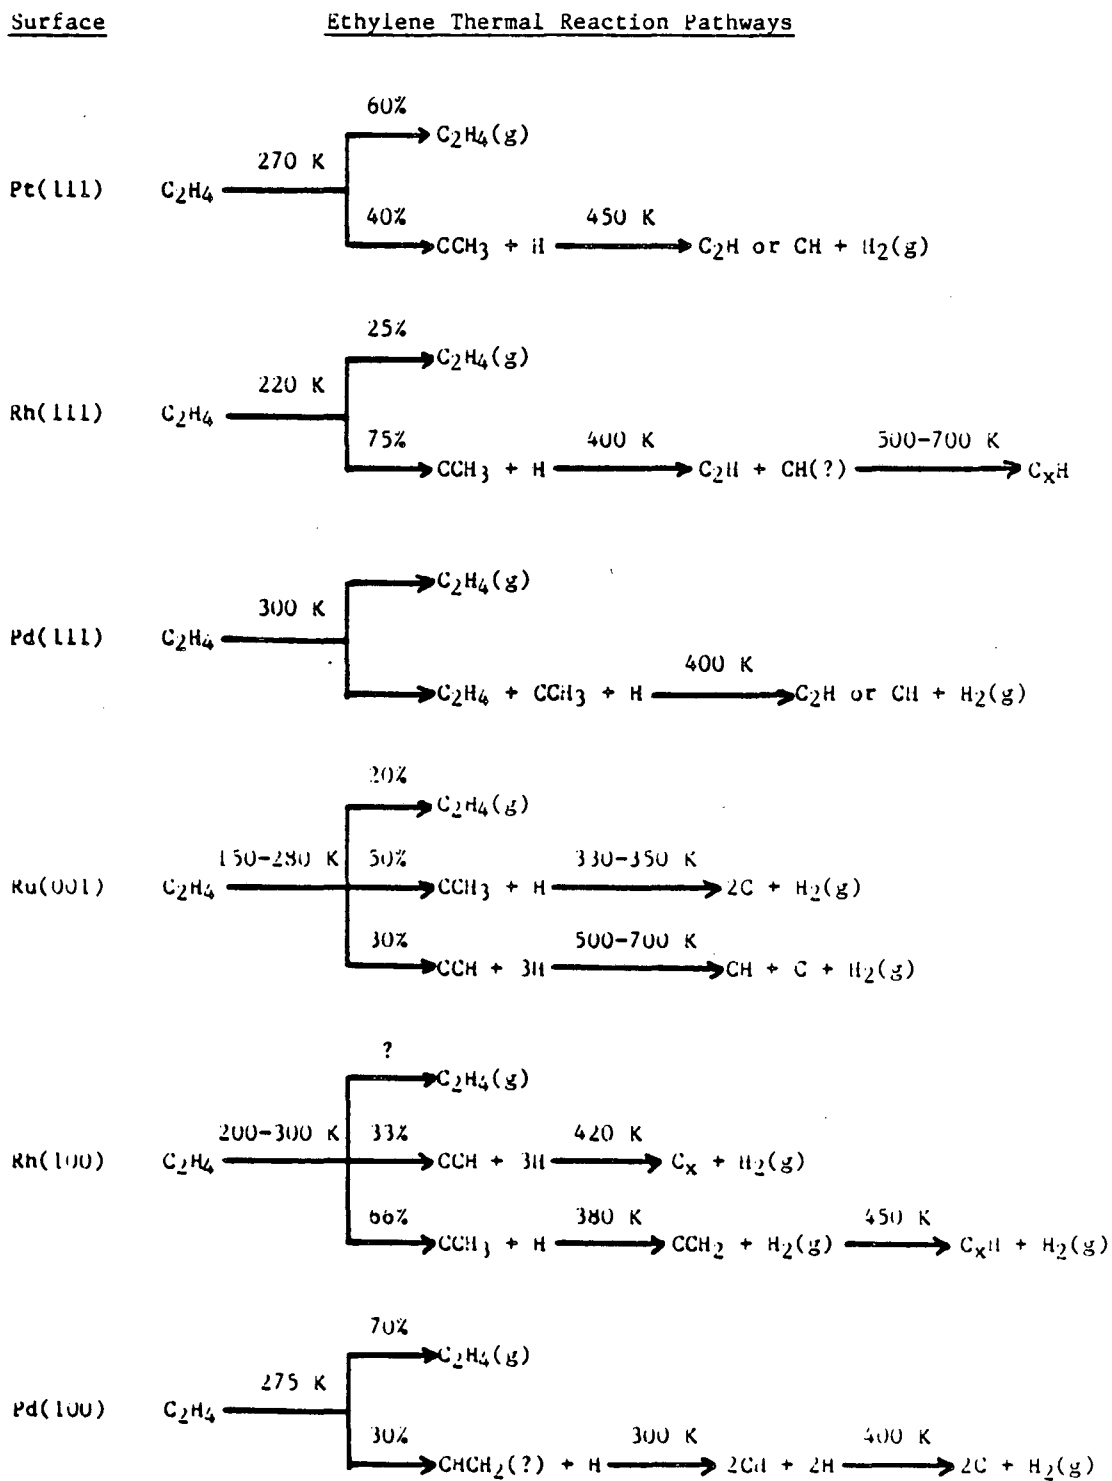 Surface Ethylene Thermal Reaction Pathways
60%
C2H4(g)
270 K
Pt(111) C2H4
40% 450 K
CCH3 + H C2H or CH + H2(g)
25%
C2H4(g)
220 K
Rh(111) C2H4
75% 400 K 500-700 K
CCH3 + H C2H + CH(?) CxH
C2H4(g)
300 K
Pd(111) C2H4
400 K
C2H4 + CCH3 + H C2H or CH + H2(g)
20%
C2H4(g)
150-280 K 50% 330-350 K
Ru(001) C2H4 CCH3 + H 2C + H2(g)
30% 500-700 K
CCH + 3H CH + C + H2(g)
?
C2H4(g)
200-300 K 33% 420 K
Rh(100) C2H4 CCH + 3H Cx + H2(g)
66% 380 K 450 K
CCH3 + H CCH2 + H2(g) CxH + H2(g)
70%
C2H4(g)
275 K
Pd(100) C2H4
30% 300 K 400 K
CHCH2(?) + H 2CH + 2H 2C + H2(g)